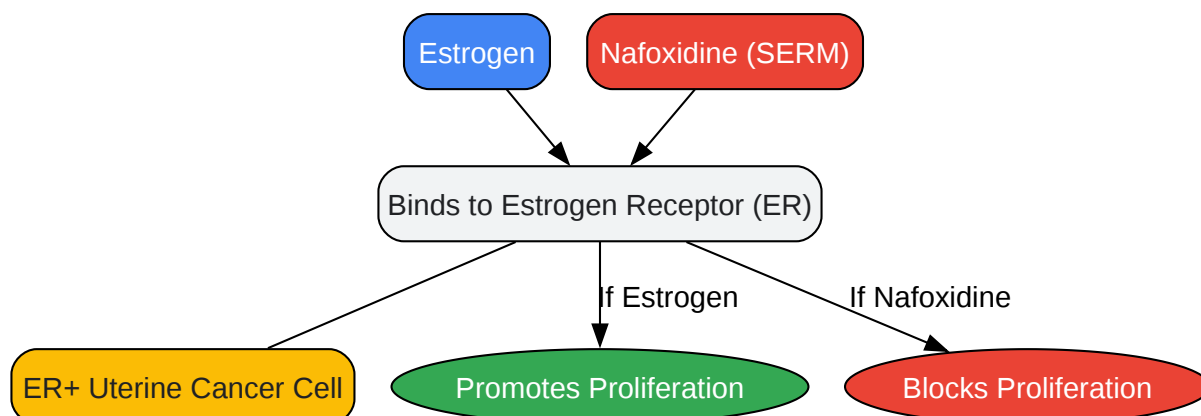 Estrogen
Nafoxidine (SERM)
Binds to Estrogen Receptor (ER)
If Estrogen
If Nafoxidine
ER+ Uterine Cancer Cell
Promotes Proliferation
Blocks Proliferation